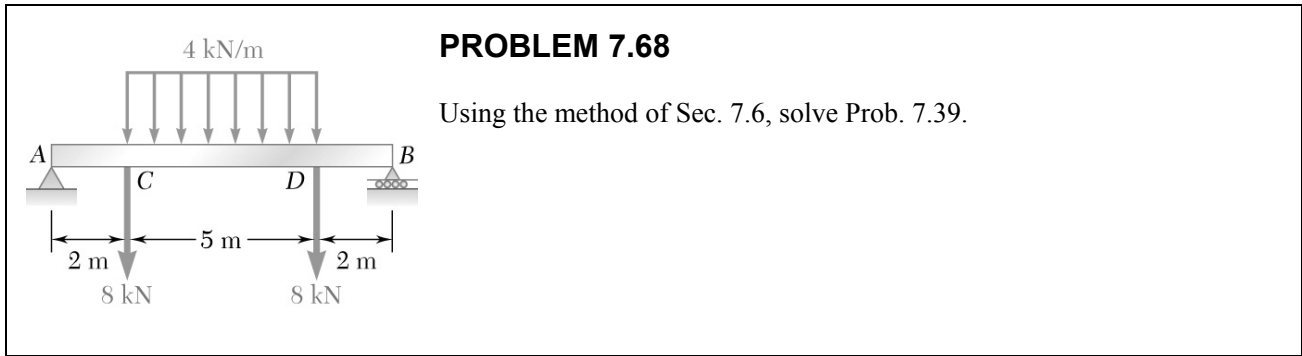 PROBLEM 7.68
Using the method of Sec. 7.6, solve Prob. 7.39.
4 kN/m
A
B
C
D
5 m
2 m
2 m
8 kN
8 kN